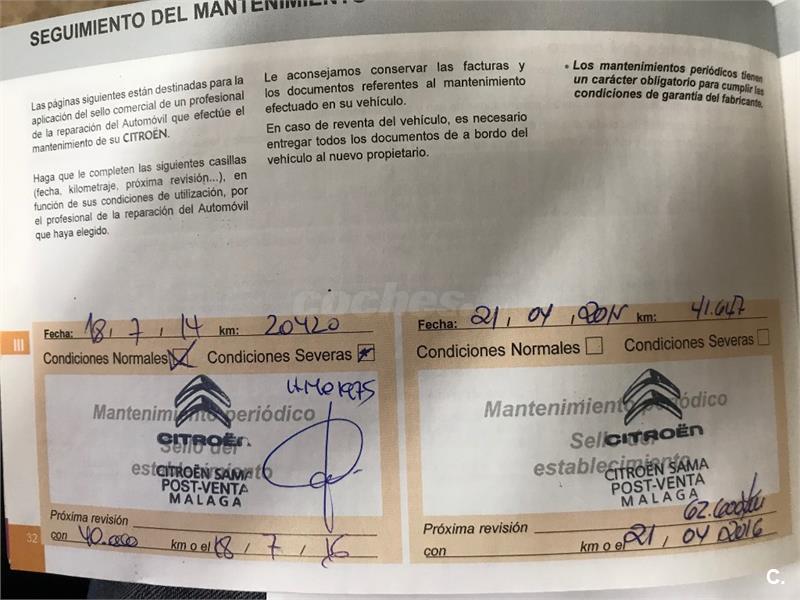 SEGUIMIENTO DEL MANTENIMIENTO
Las páginas siguientes están destinadas para la
aplicación del sello comercial de un profesional
de la reparación del Automóvil que efectúe el
mantenimiento de su CITROËN.
Haga que le completen las siguientes casillas
(fecha, kilometraje, próxima revisión...), en
función de sus condiciones de utilización, por
el profesional de la reparación del Automóvil
que haya elegido.
Le aconsejamos conservar las facturas y
los documentos referentes al mantenimiento
efectuado en su vehículo.
En caso de reventa del vehículo, es necesario
entregar todos los documentos de a bordo del
vehículo al nuevo propietario.
• Los mantenimientos periódicos tienen
un carácter obligatorio para cumplir las
condiciones de garantía del fabricante.
III
Fecha: 18, 7, 14 km: 20420
Condiciones Normales Condiciones Severas
Mantenimiento periódico
CITROËN
Sello del
establecimiento
CITROËN SAMA
POST-VENTA
MALAGA
Próxima revisión
con 40.000 km o el 18, 7, 16
Fecha: 21, 04, 2015 km: 41.647
Condiciones Normales Condiciones Severas
Mantenimiento periódico
CITROËN
Sello del
establecimiento
CITROËN SAMA
POST-VENTA
MALAGA
Próxima revisión
con km o el 21, 04, 2016
32
coches.
C.